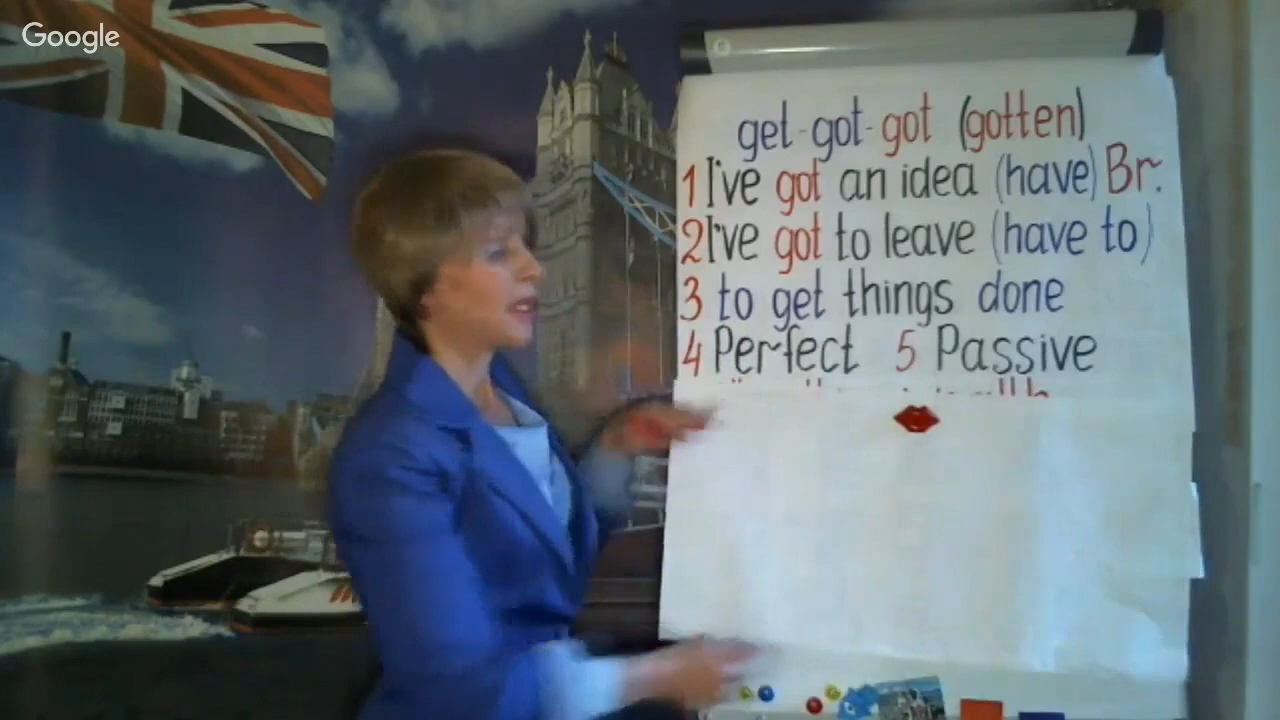 Google
get-got-got (gotten)
1 I've got an idea (have) Br.
2 I've got to leave (have to)
3 to get things done
4 Perfect 5 Passive